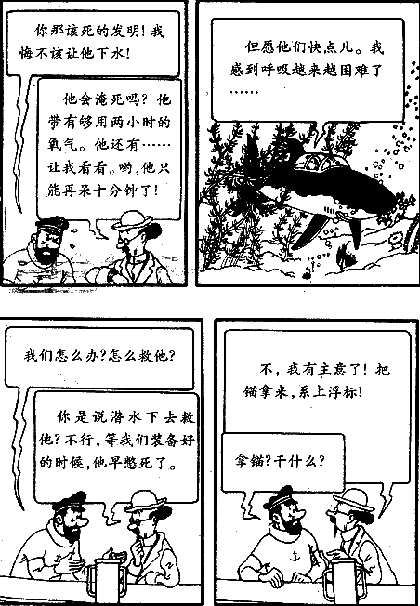 你那该死的发明！我
悔不该让他下水！
他会淹死吗？他
带有够用两小时的
氧气。他还有……
让我看看。哟，他只
能再呆十分钟了！
但愿他们快点儿。我
感到呼吸越来越困难了
……
我们怎么办？怎么救他？
你是说潜水下去救
他？不行，等我们装备好
的时候，他早憋死了。
不，我有主意了！把
锚拿来，系上浮标！
拿锚？干什么？